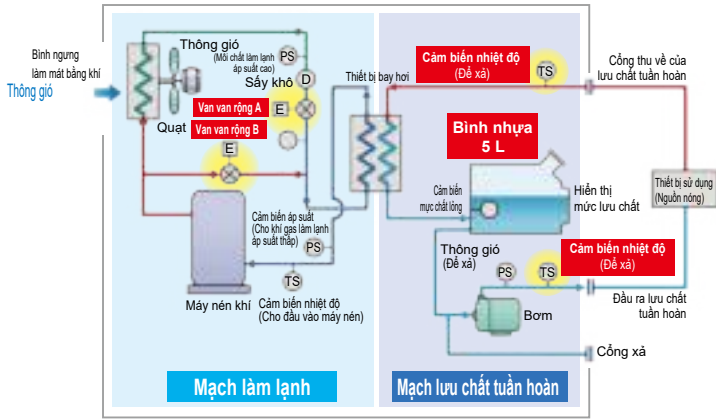 Bình ngưng
làm mát bằng khí
Thông gió
Thông gió
PS
(Môi chất làm lạnh
áp suất cao)
Sấy khô
D
Quạt
Van van rộng A
E
Van van rộng B
E
Thiết bị bay hơi
Cảm biến nhiệt độ
(Để xả)
TS
Cổng thu về của
lưu chất tuần hoàn
Bình nhựa
5 L
Cảm biến
mực chất lỏng
Hiển thị
mức lưu chất
Thiết bị sử dụng
(Nguồn nóng)
Cảm biến áp suất
(Cho khí gas làm lạnh
áp suất thấp)
PS
TS
Máy nén khí
Cảm biến nhiệt độ
(Cho đầu vào máy nén)
Thông gió
(Để xả)
PS
TS
Cảm biến nhiệt độ
(Để xả)
Bơm
Đầu ra lưu chất
tuần hoàn
Cổng xả
Mạch làm lạnh
Mạch lưu chất tuần hoàn